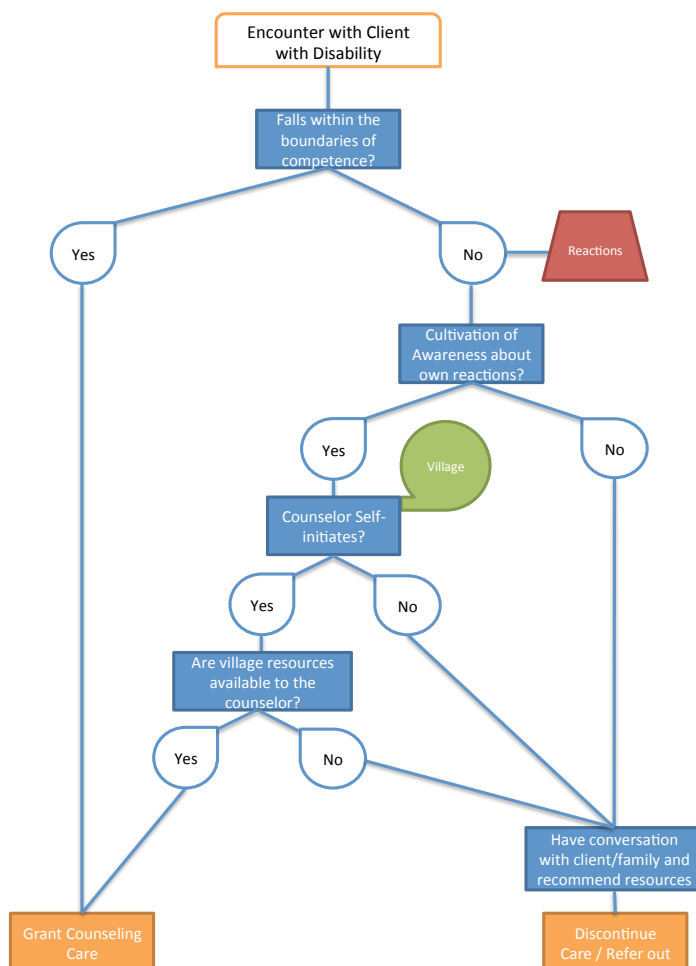 Encounter with Client
with Disability
Falls within the
boundaries of
competence?
Yes
No
Reactions
Cultivation of
Awareness about
own reactions?
Yes
No
Village
Counselor Self-
initiates?
Yes
No
Are village resources
available to the
counselor?
Yes
No
Have conversation
with client/family and
recommend resources
Grant Counseling
Care
Discontinue
Care / Refer out